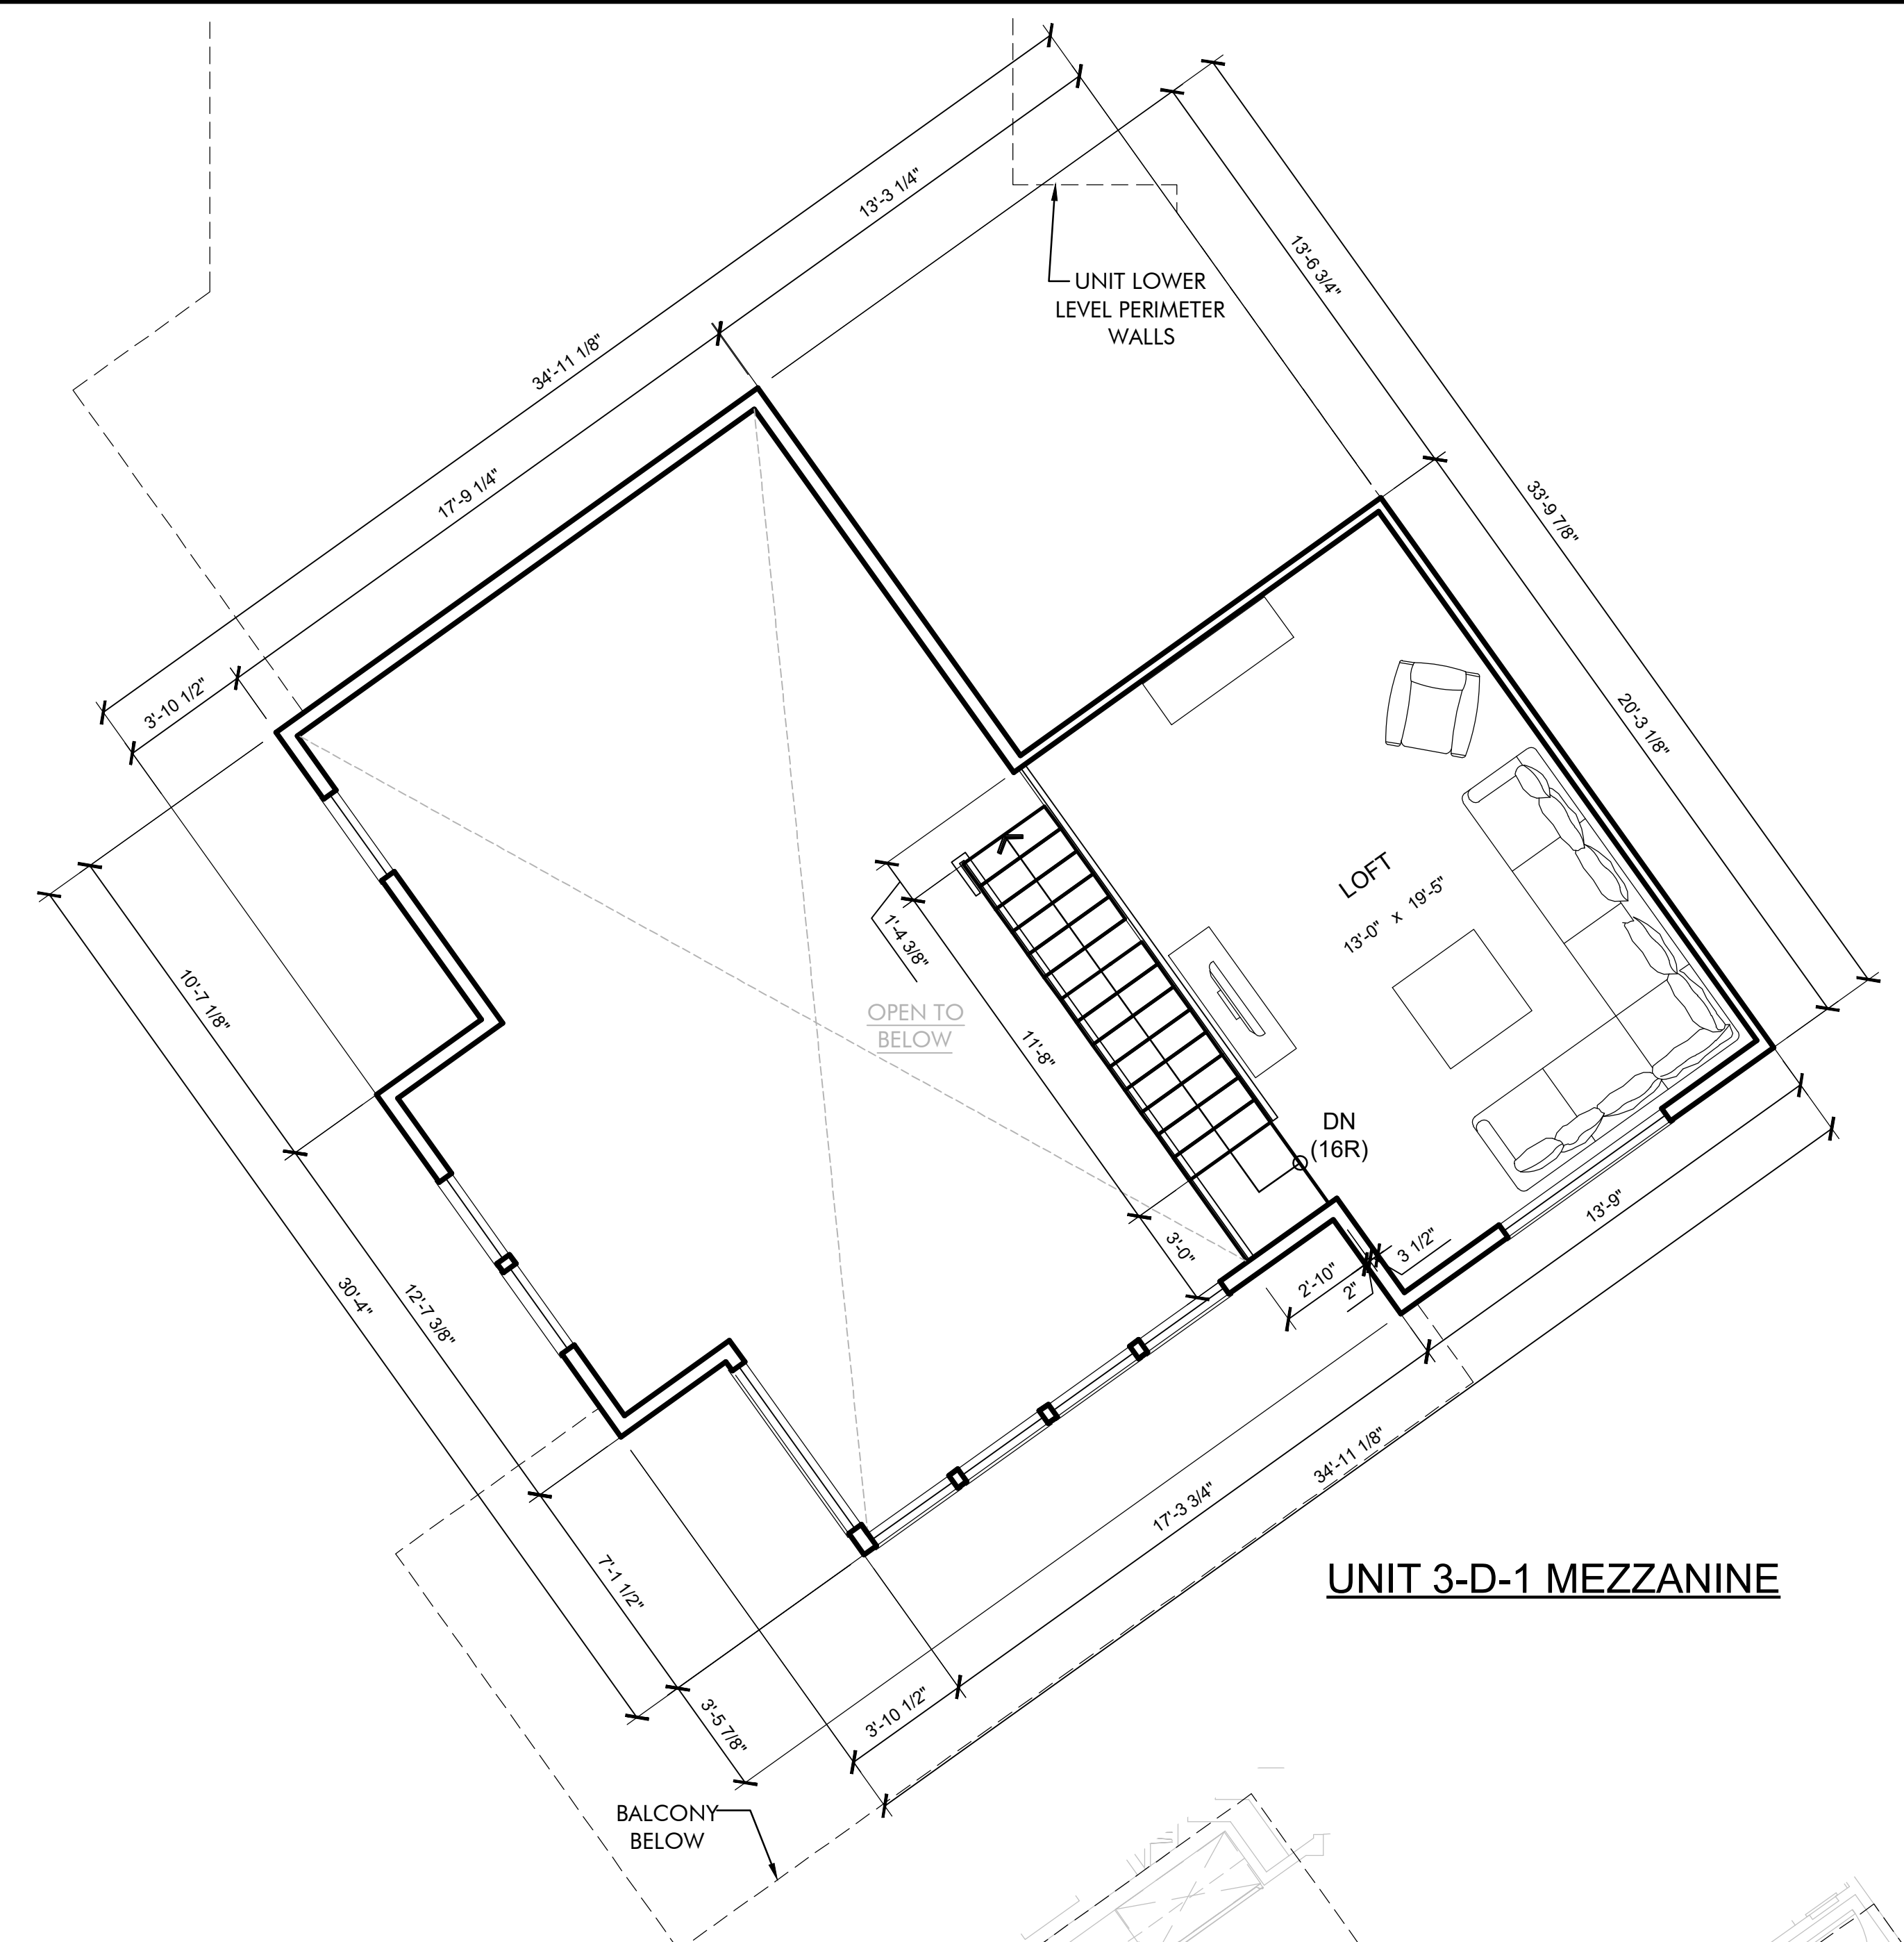 13'-3 1/4"
34'-11 1/8"
17'-9 1/4"
3'-10 1/2"
UNIT LOWER
LEVEL PERIMETER
WALLS
13'-6 3/4"
33'-9 7/8"
20'-3 1/8"
LOFT
13'-0" x 19'-5"
1'-4 3/8"
OPEN TO
BELOW
11'-8"
DN
(16R)
10'-7 1/8"
3'-0"
2'-10"
2"
3 1/2"
13'-9"
30'-4"
12'-7 3/8"
34'-11 1/8"
17'-3 3/4"
7'-1 1/2"
3'-5 7/8"
3'-10 1/2"
UNIT 3-D-1 MEZZANINE
BALCONY
BELOW